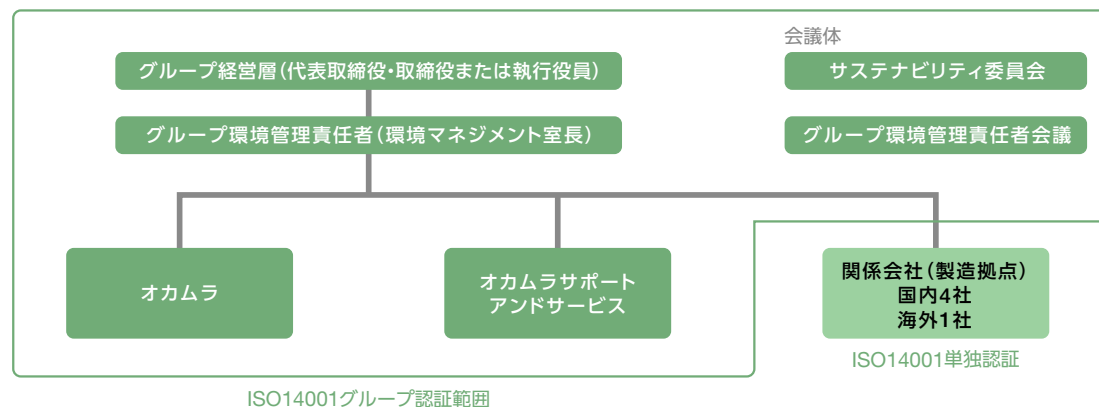 会議体
グループ経営層（代表取締役・取締役または執行役員）
サステナビリティ委員会
グループ環境管理責任者（環境マネジメント室長）
グループ環境管理責任者会議
オカムラ
オカムラサポート
アンドサービス
関係会社（製造拠点）
国内4社
海外1社
ISO14001単独認証
ISO14001グループ認証範囲